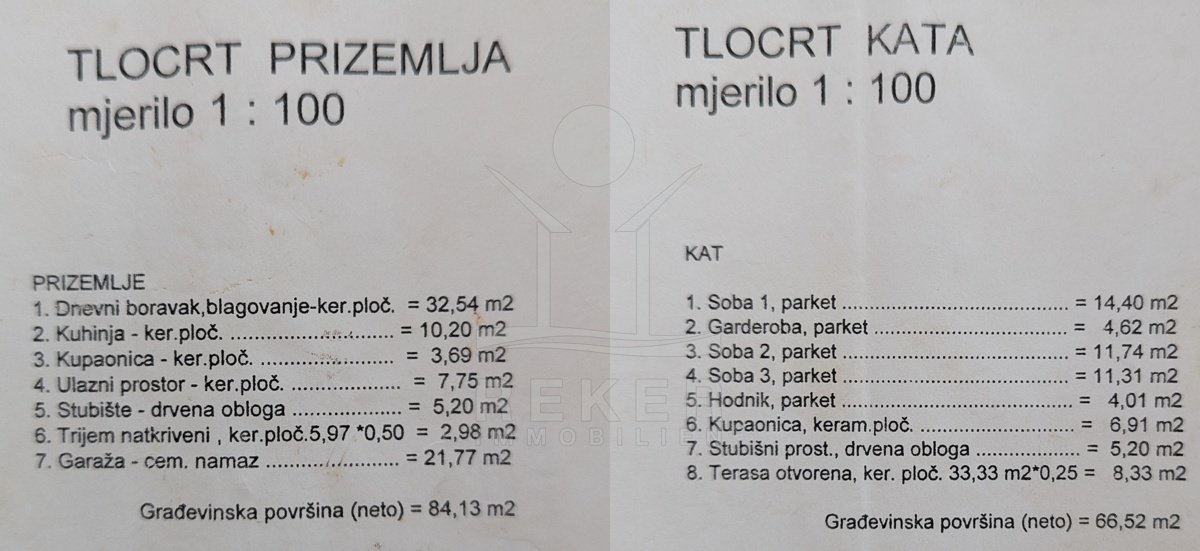 TLOCRT PRIZEMLJA
mjerilo 1 : 100
PRIZEMLJE
1. Dnevni boravak,blagovanje-ker.ploč. = 32,54 m2
2. Kuhinja - ker.ploč. ............................ = 10,20 m2
3. Kupaonica - ker.ploč. ....................... = 3,69 m2
4. Ulazni prostor - ker.ploč. ................... = 7,75 m2
5. Stubište - drvena obloga ................... = 5,20 m2
6. Trijem natkriveni , ker.ploč.5,97 *0,50 = 2,98 m2
7. Garaža - cem. namaz ....................... = 21,77 m2
Građevinska površina (neto) = 84,13 m2
TLOCRT KATA
mjerilo 1 : 100
KAT
1. Soba 1, parket ....................................... = 14,40 m2
2. Garderoba, parket ................................. = 4,62 m2
3. Soba 2, parket ....................................... = 11,74 m2
4. Soba 3, parket ....................................... = 11,31 m2
5. Hodnik, parket ........................................ = 4,01 m2
6. Kupaonica, keram.ploč. ........................... = 6,91 m2
7. Stubišni prost., drvena obloga .................. = 5,20 m2
8. Terasa otvorena, ker. ploč. 33,33 m2*0,25 = 8,33 m2
Građevinska površina (neto) = 66,52 m2
IMMOBILIEN